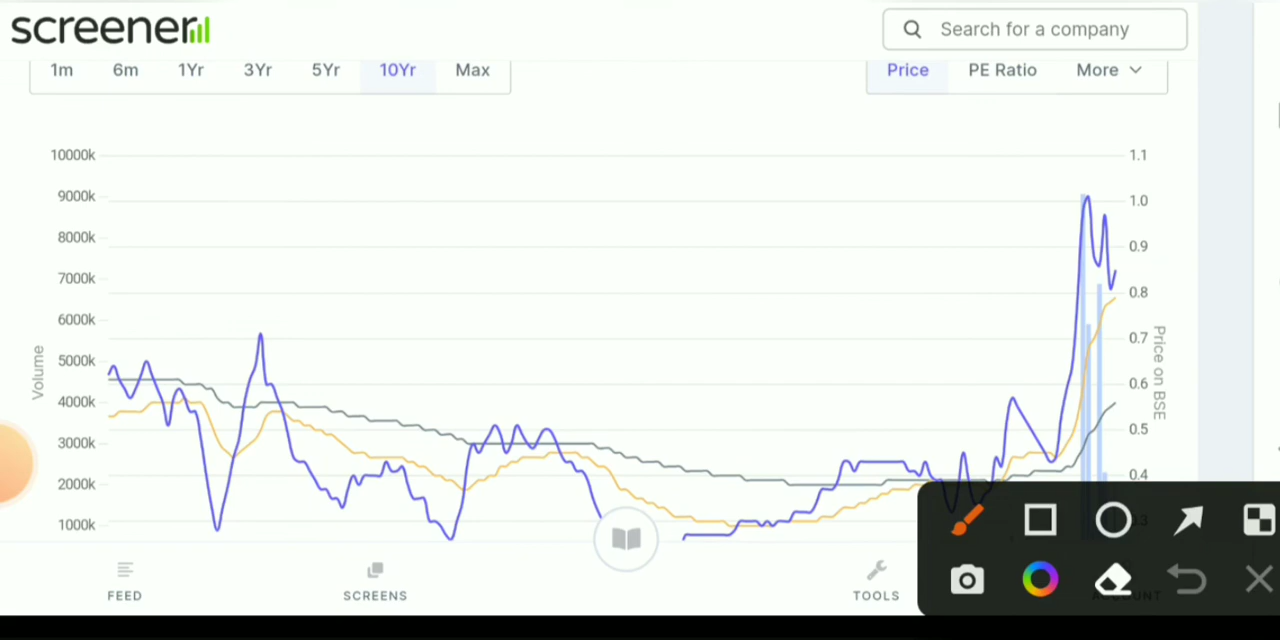 screener
Search for a company
1m 6m 1Yr 3Yr 5Yr 10Yr Max
Price PE Ratio More
10000k 1.1
9000k 1.0
8000k 0.9
7000k 0.8
6000k 0.7
5000k 0.6
4000k 0.5
3000k 0.4
2000k
1000k
Volume
Price on BSE
FEED SCREENS TOOLS